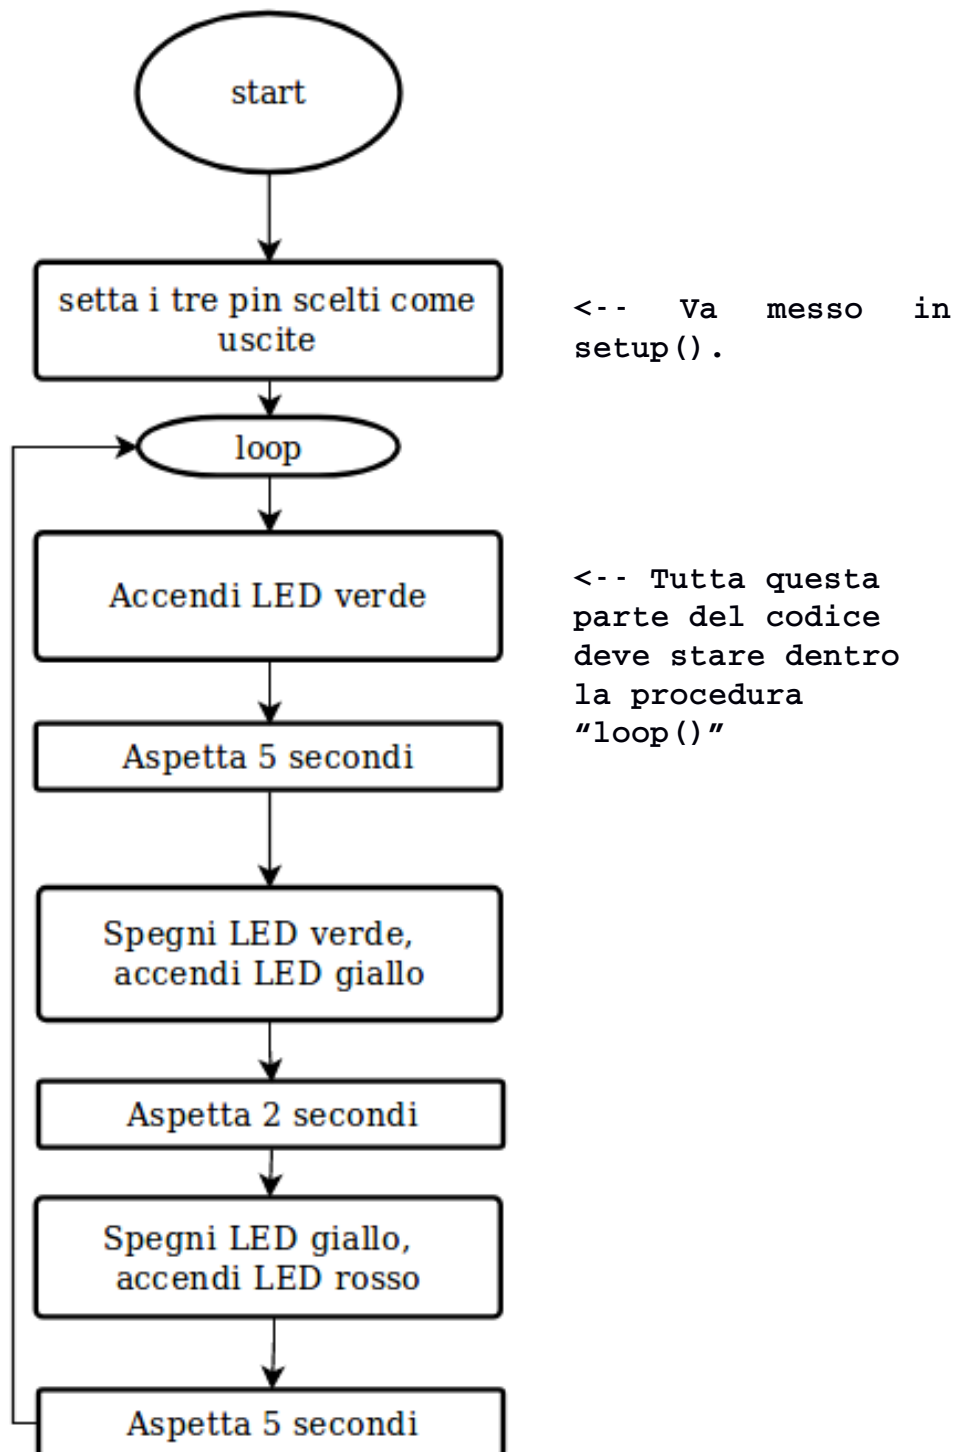 start
setta i tre pin scelti come
uscite
<-- Va messo in
setup().
loop
Accendi LED verde
<-- Tutta questa
parte del codice
deve stare dentro
la procedura
“loop()”
Aspetta 5 secondi
Spegni LED verde,
accendi LED giallo
Aspetta 2 secondi
Spegni LED giallo,
accendi LED rosso
Aspetta 5 secondi